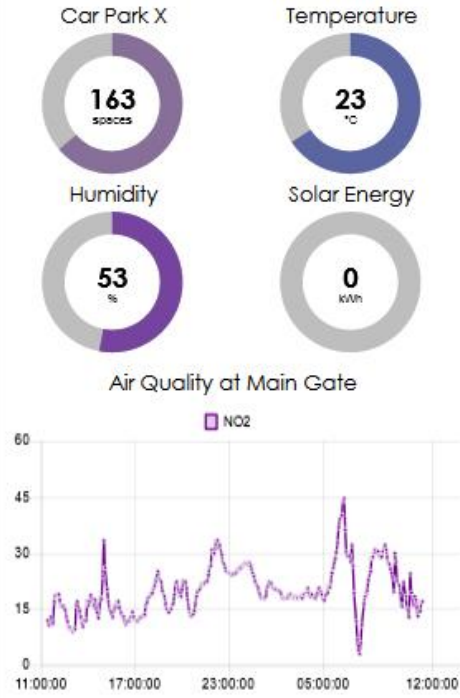 Car Park X
Temperature
163
spaces
23
°C
Humidity
Solar Energy
53
%
0
kWh
Air Quality at Main Gate
NO2
60
45
30
15
0
11:00:00 17:00:00 23:00:00 05:00:00 12:00:00